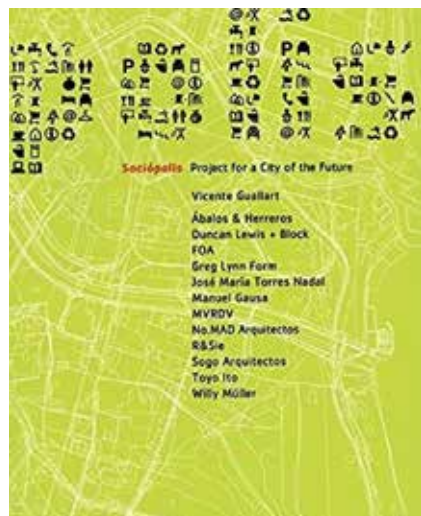 Sociópolis Project for a City of the Future
Vicente Guallart
Ábalos & Herreros
Duncan Lewis + Block
FOA
Greg Lynn Form
José María Torres Nadal
Manuel Gausa
MVRDV
No.MAD Arquitectos
R&Sie
Sogo Arquitectos
Toyo Ito
Willy Müller